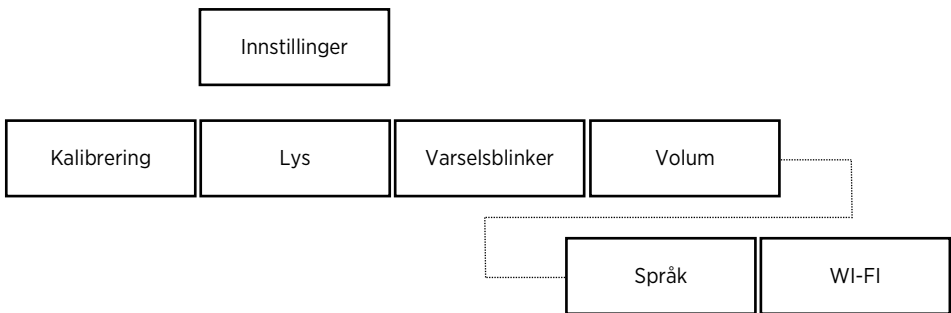 Innstillinger
Kalibrering
Lys
Varselsblinker
Volum
Språk
WI-FI